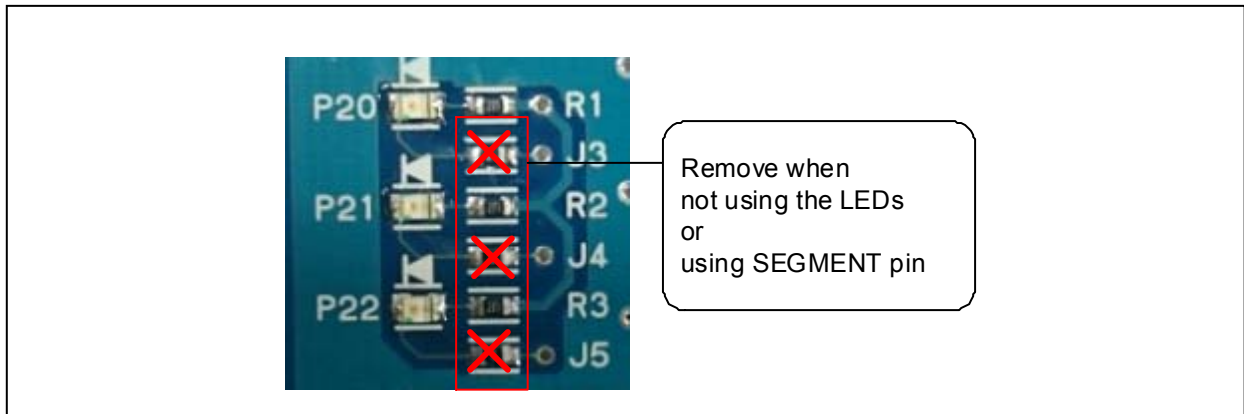 P20
R1
J3
P21
R2
J4
P22
R3
J5
Remove when
not using the LEDs
or
using SEGMENT pin